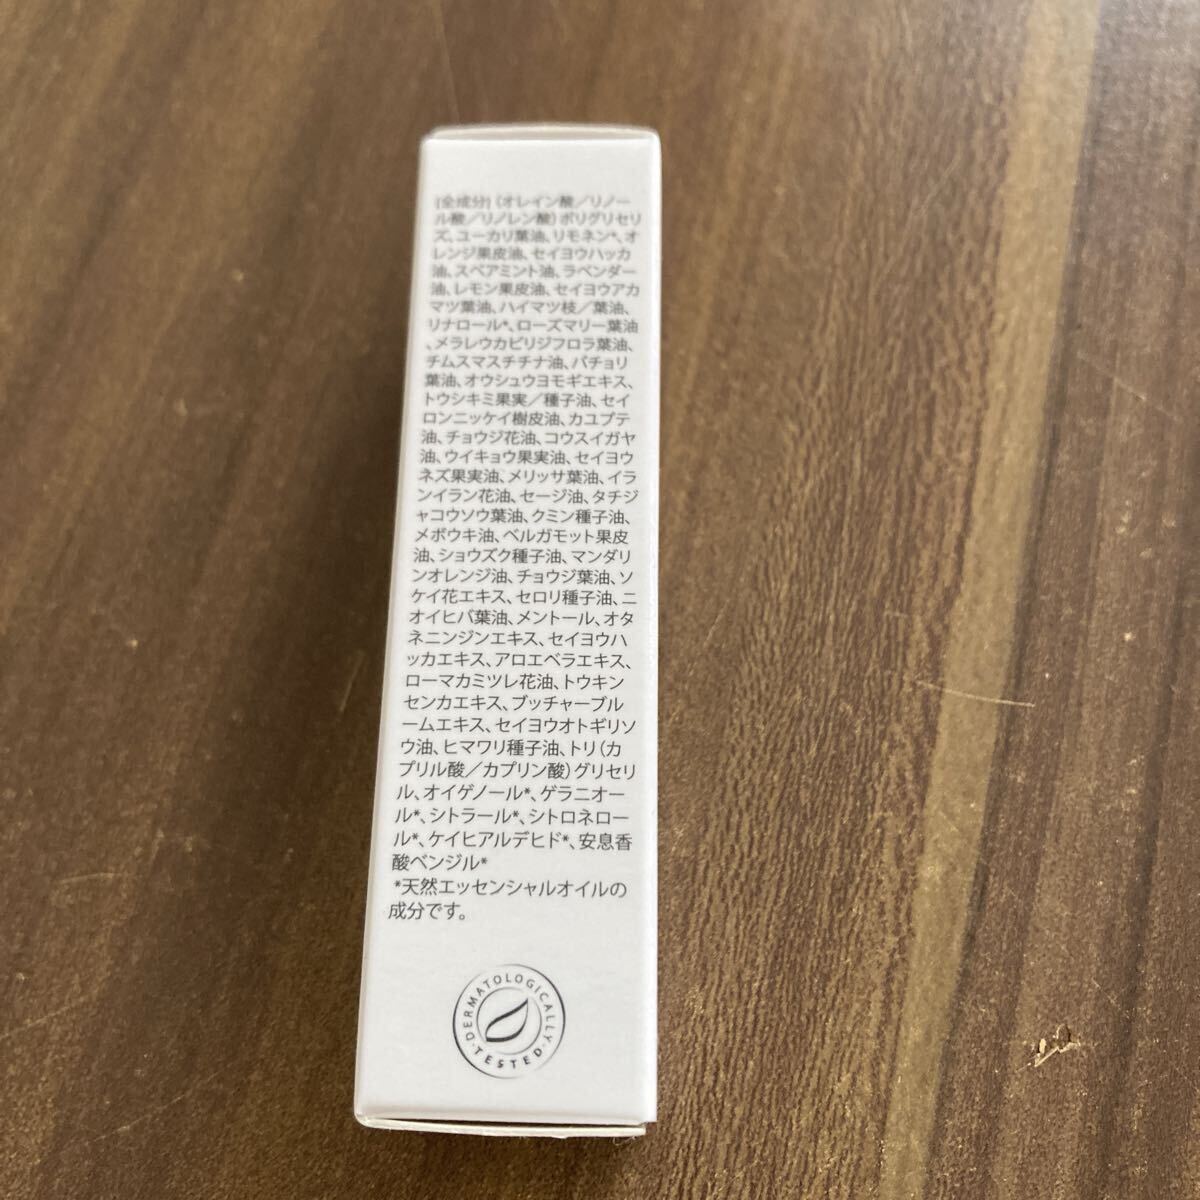 [全成分] (オレイン酸／リノー
ル酸／リノレン酸)ポリグリセリ
ズ、ユーカリ葉油、リモネン*、オ
レンジ果皮油、セイヨウハッカ
油、スペアミント油、ラベンダー
油、レモン果皮油、セイヨウアカ
マツ葉油、ハイマツ枝／葉油、
リナロール*、ローズマリー葉油
、メラレウカビリジフロラ葉油、
チムスマスチチナ油、パチョリ
葉油、オウシュウヨモギエキス、
トウシキミ果実／種子油、セイ
ロンニッケイ樹皮油、カユプテ
油、チョウジ花油、コウスイガヤ
油、ウイキョウ果実油、セイヨウ
ネズ果実油、メリッサ葉油、イラ
ンイラン花油、セージ油、タチジ
ャコウソウ葉油、クミン種子油、
メボウキ油、ベルガモット果皮
油、ショウズク種子油、マンダリ
ンオレンジ油、チョウジ葉油、ソ
ケイ花エキス、セロリ種子油、ニ
オイヒバ葉油、メントール、オタ
ネニンジンエキス、セイヨウハ
ッカエキス、アロエベラエキス、
ローマカミツレ花油、トウキン
センカエキス、ブッチャーブル
ームエキス、セイヨウオトギリソ
ウ油、ヒマワリ種子油、トリ(カ
プリル酸／カプリン酸)グリセリ
ル、オイゲノール*、ゲラニオー
ル*、シトラール*、シトロネロー
ル*、ケイヒアルデヒド*、安息香
酸ベンジル*
*天然エッセンシャルオイルの
成分です。
DERMATOLOGICALLY
・TESTED・